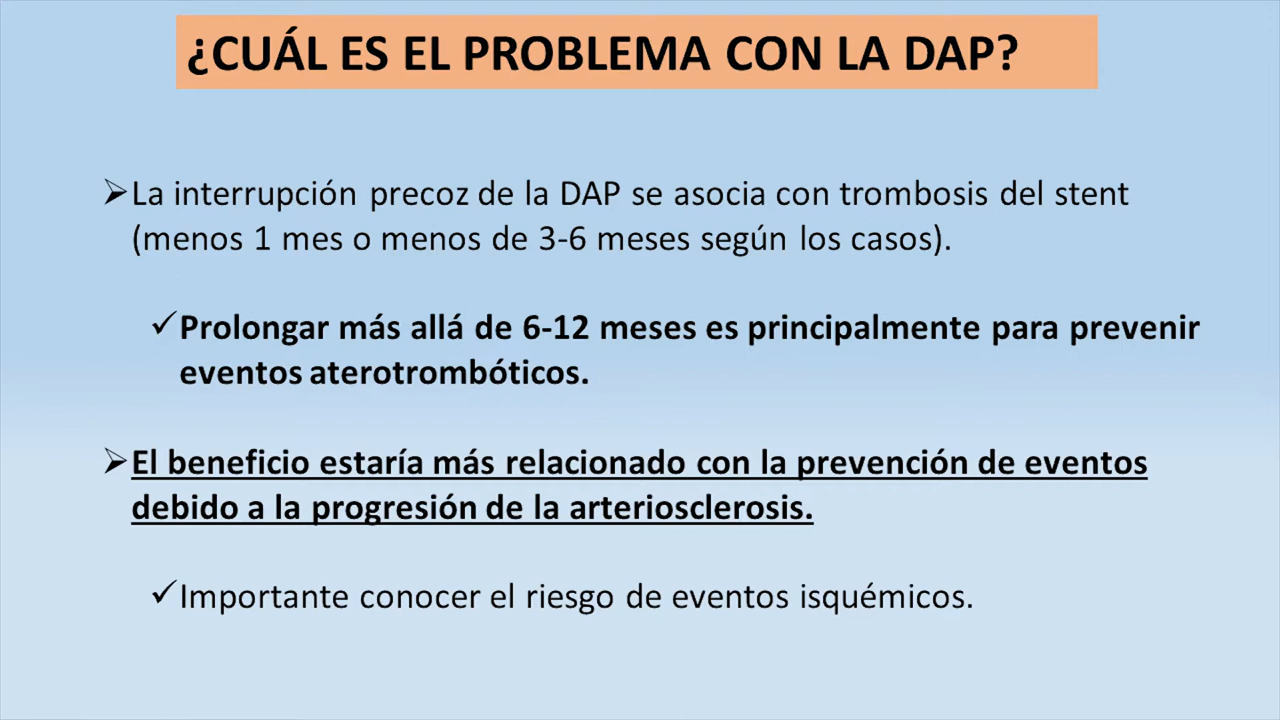 ¿CUÁL ES EL PROBLEMA CON LA DAP?
➢La interrupción precoz de la DAP se asocia con trombosis del stent
(menos 1 mes o menos de 3-6 meses según los casos).
✓Prolongar más allá de 6-12 meses es principalmente para prevenir
eventos aterotrombóticos.
➢El beneficio estaría más relacionado con la prevención de eventos
debido a la progresión de la arteriosclerosis.
✓Importante conocer el riesgo de eventos isquémicos.